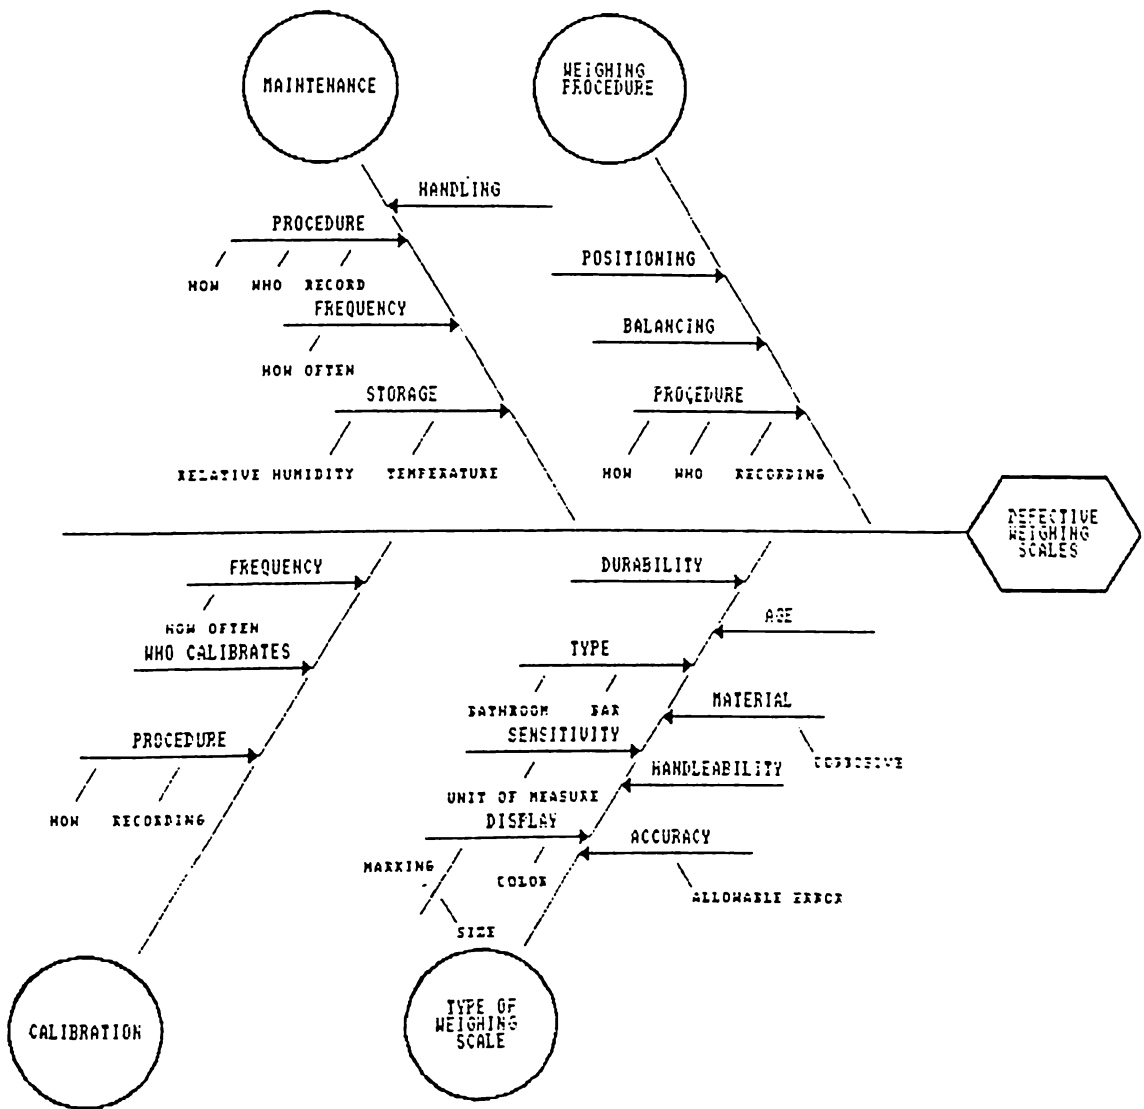 MAINTENANCE
WEIGHING
PROCEDURE
HANDLING
PROCEDURE
HOW WHO RECORD
FREQUENCY
HOW OFTEN
STORAGE
RELATIVE HUMIDITY TEMPERATURE
POSITIONING
BALANCING
PROCEDURE
HOW WHO RECORDING
DEFECTIVE
WEIGHING
SCALES
FREQUENCY
HOW OFTEN
WHO CALIBRATES
PROCEDURE
HOW RECORDING
DURABILITY
AGE
TYPE
BATHROOM BAR
MATERIAL
CORROSIVE
SENSITIVITY
UNIT OF MEASURE
HANDLEABILITY
DISPLAY
MARKING
COLOR
SIZE
ACCURACY
ALLOWABLE ERROR
CALIBRATION
TYPE OF
WEIGHING
SCALE